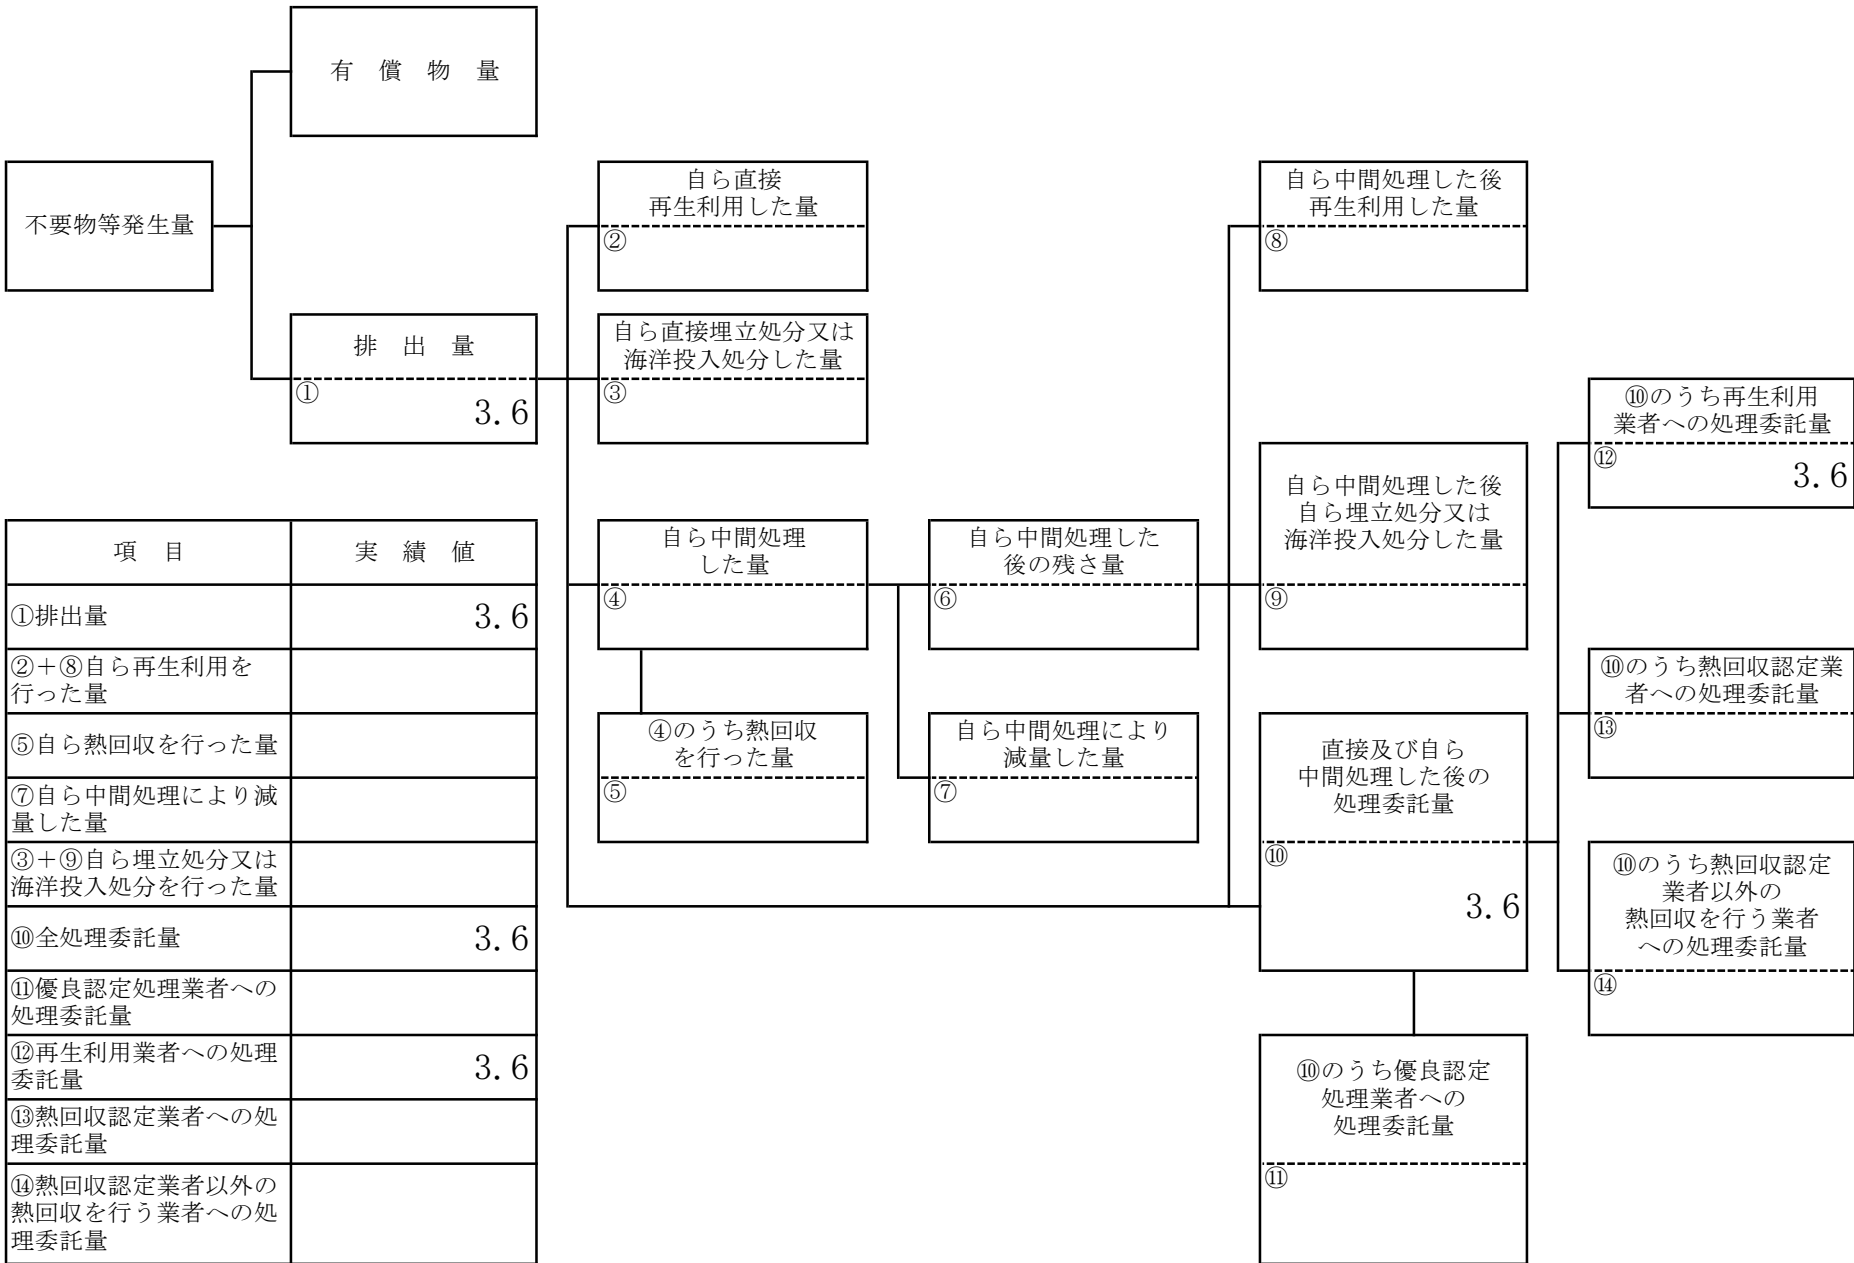 有　償　物　量
不要物等発生量
自ら直接
再生利用した量
②
自ら中間処理した後
再生利用した量
⑧
排　出　量
①
3.6
自ら直接埋立処分又は
海洋投入処分した量
③
⑩のうち再生利用
業者への処理委託量
⑫
3.6
自ら中間処理した後
自ら埋立処分又は
海洋投入処分した量
⑨
自ら中間処理
した量
④
自ら中間処理した
後の残さ量
⑥
⑩のうち熱回収認定業
者への処理委託量
⑬
④のうち熱回収
を行った量
⑤
自ら中間処理により
減量した量
⑦
直接及び自ら
中間処理した後の
処理委託量
⑩
3.6
⑩のうち熱回収認定
業者以外の
熱回収を行う業者
への処理委託量
⑭
⑩のうち優良認定
処理業者への
処理委託量
⑪
項　目　実　績　値
①排出量　3.6
②＋⑧自ら再生利用を
行った量
⑤自ら熱回収を行った量
⑦自ら中間処理により減
量した量
③＋⑨自ら埋立処分又は
海洋投入処分を行った量
⑩全処理委託量　3.6
⑪優良認定処理業者への
処理委託量
⑫再生利用業者への処理
委託量　3.6
⑬熱回収認定業者への処
理委託量
⑭熱回収認定業者以外の
熱回収を行う業者への処
理委託量